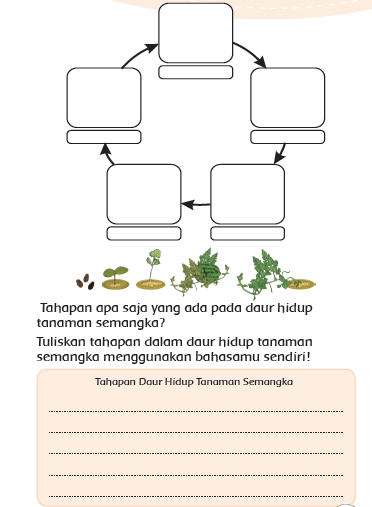 Tahapan apa saja yang ada pada daur hidup
tanaman semangka?
Tuliskan tahapan dalam daur hidup tanaman
semangka menggunakan bahasamu sendiri!
Tahapan Daur Hidup Tanaman Semangka